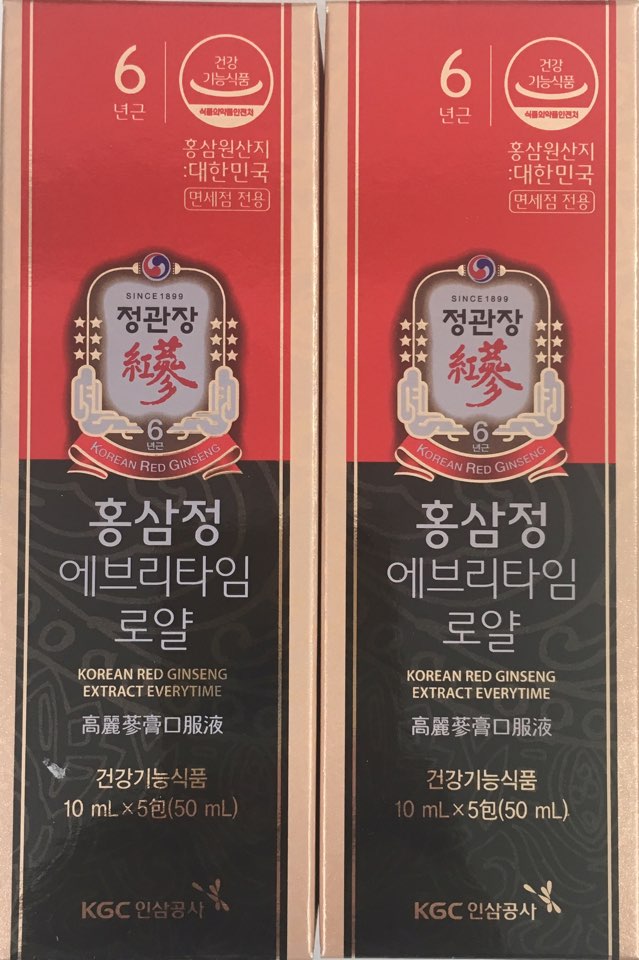 6
년근
건강
기능식품
식품의약품안전처
홍삼원산지
:대한민국
면세점 전용
SINCE 1899
정관장
紅蔘
6
년근
KOREAN RED GINSENG
홍삼정
에브리타임
로얄
KOREAN RED GINSENG
EXTRACT EVERYTIME
高麗蔘膏口服液
건강기능식품
10 mL×5包(50 mL)
KGC 인삼공사
6
년근
건강
기능식품
식품의약품안전처
홍삼원산지
:대한민국
면세점 전용
SINCE 1899
정관장
紅蔘
6
년근
KOREAN RED GINSENG
홍삼정
에브리타임
로얄
KOREAN RED GINSENG
EXTRACT EVERYTIME
高麗蔘膏口服液
건강기능식품
10 mL×5包(50 mL)
KGC 인삼공사